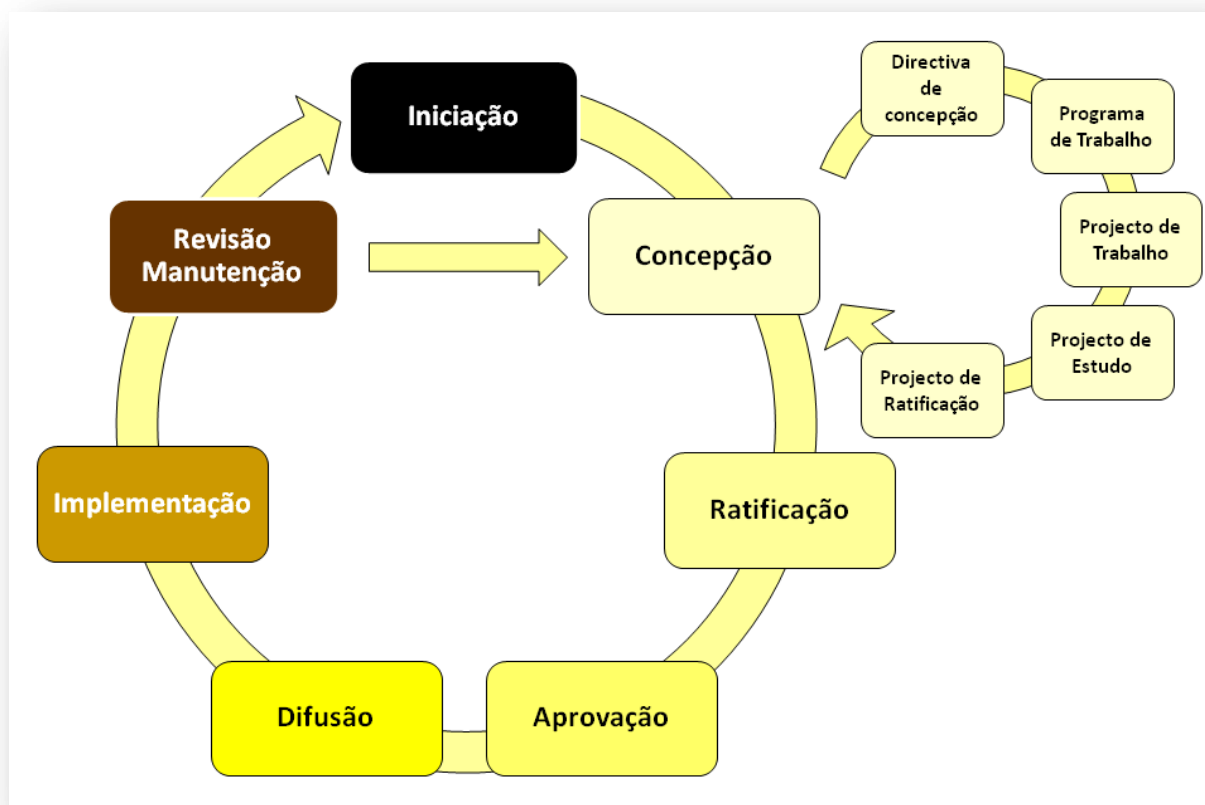 Iniciação
Concepção
Ratificação
Aprovação
Difusão
Implementação
Revisão
Manutenção
Directiva
de
concepção
Programa
de Trabalho
Projecto de
Trabalho
Projecto de
Estudo
Projecto de
Ratificação